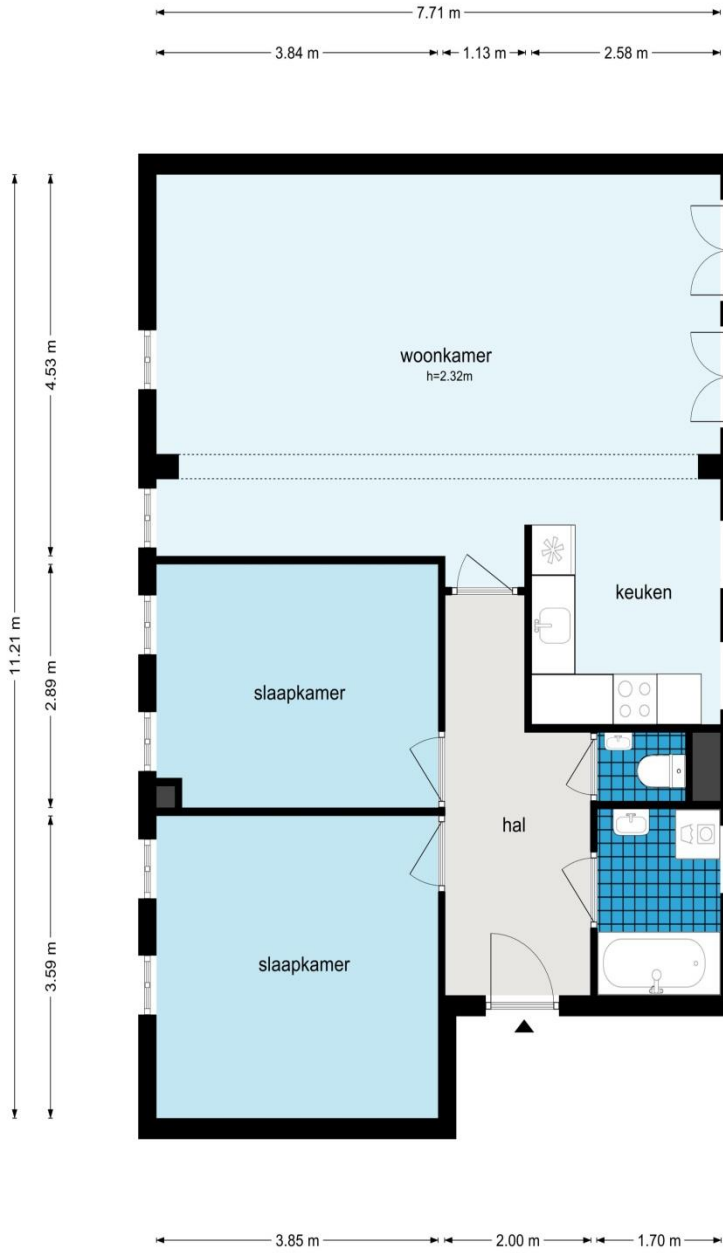 7.71 m
3.84 m
1.13 m
2.58 m
11.21 m
4.53 m
2.89 m
3.59 m
woonkamer
h=2.32m
keuken
slaapkamer
hal
slaapkamer
3.85 m
2.00 m
1.70 m